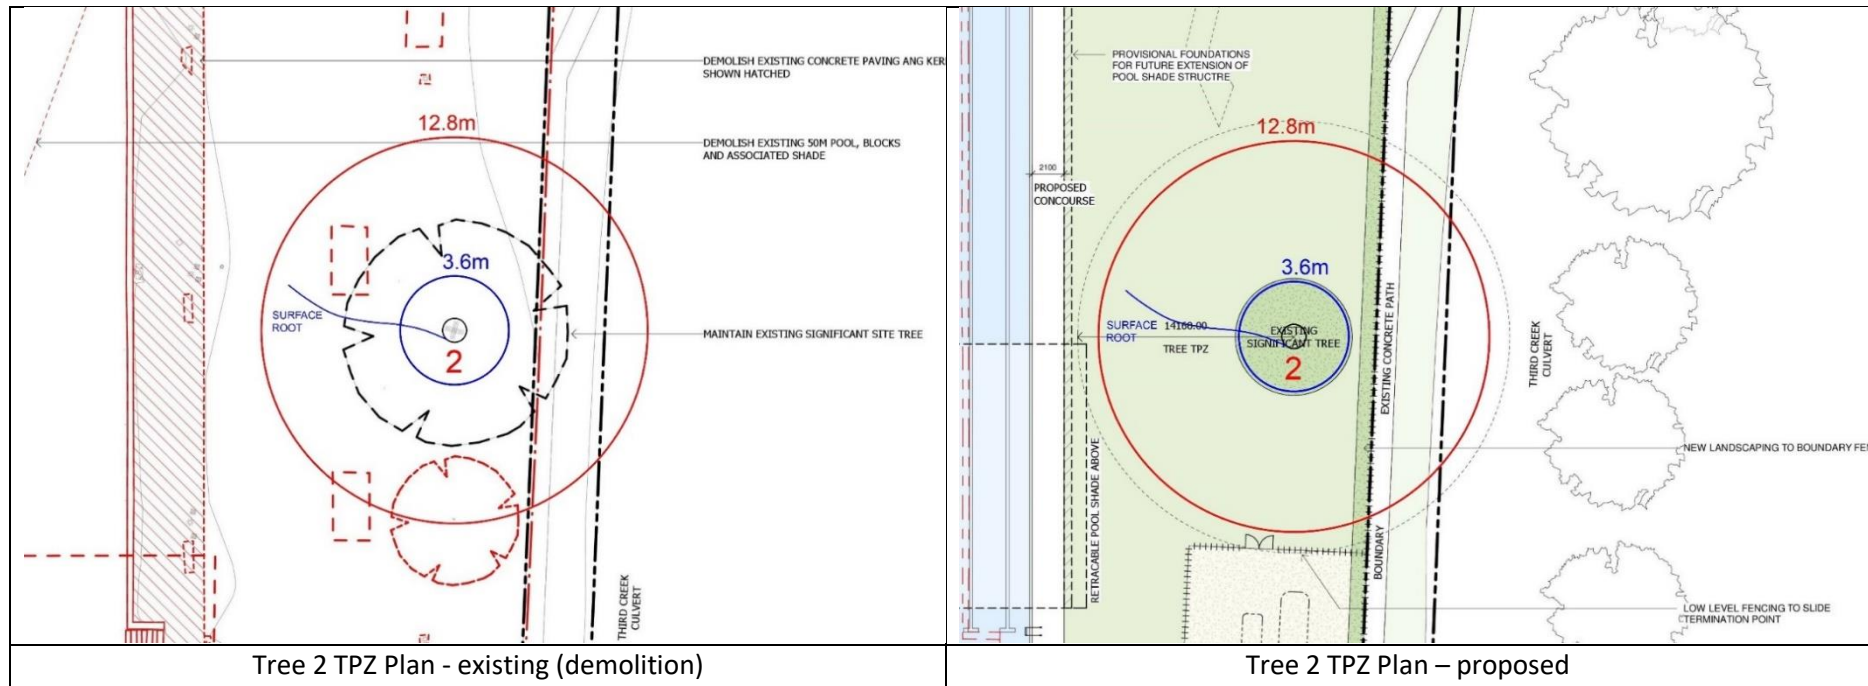 DEMOLISH EXISTING CONCRETE PAVING ANG KER
SHOWN HATCHED
12.8m
DEMOLISH EXISTING 50M POOL, BLOCKS
AND ASSOCIATED SHADE
3.6m
SURFACE
ROOT
2
MAINTAIN EXISTING SIGNIFICANT SITE TREE
THIRD CREEK
CULVERT
Tree 2 TPZ Plan - existing (demolition)
PROVISIONAL FOUNDATIONS
FOR FUTURE EXTENSION OF
POOL SHADE STRUCTRE
12.8m
2100
PROPOSED
CONCOURSE
3.6m
SURFACE
ROOT
14160.00
TREE TPZ
EXISTING
SIGNIFICANT TREE
2
EXISTING CONCRETE PATH
THIRD CREEK
CULVERT
RETRACABLE POOL SHADE ABOVE
BOUNDARY
NEW LANDSCAPING TO BOUNDARY FE
LOW LEVEL FENCING TO SLIDE
TERMINATION POINT
Tree 2 TPZ Plan – proposed